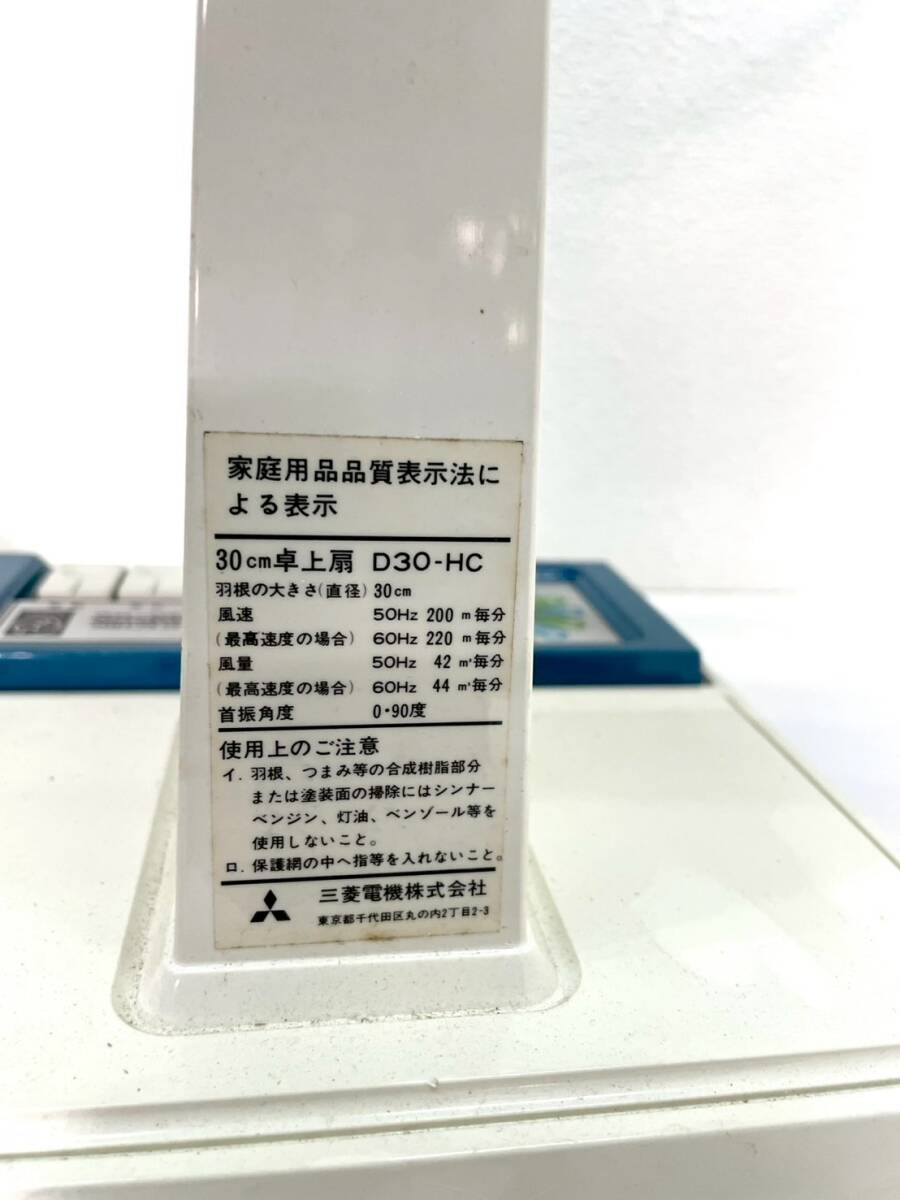 家庭用品品質表示法に
よる表示
30cm卓上扇 D30-HC
羽根の大きさ(直径) 30cm
風速 50Hz 200 m毎分
(最高速度の場合) 60Hz 220 m毎分
風量 50Hz 42 m³毎分
(最高速度の場合) 60Hz 44 m³毎分
首振角度 0・90度
使用上のご注意
イ. 羽根、つまみ等の合成樹脂部分
または塗装面の掃除にはシンナー
ベンジン、灯油、ベンゾール等を
使用しないこと。
ロ. 保護網の中へ指等を入れないこと。
三菱電機株式会社
東京都千代田区丸の内2丁目2-3